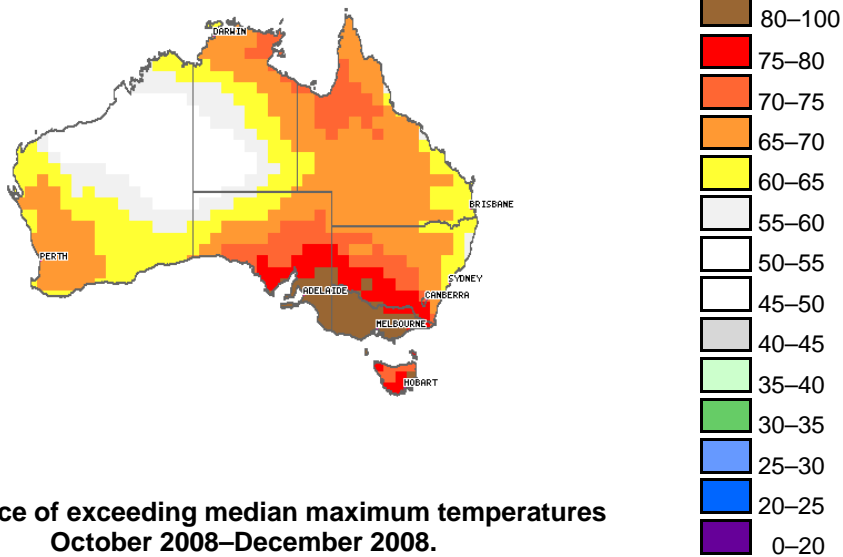 DARWIN
BRISBANE
PERTH
SYDNEY
ADELAIDE
CANBERRA
MELBOURNE
HOBART
80–100
75–80
70–75
65–70
60–65
55–60
50–55
45–50
40–45
35–40
30–35
25–30
20–25
0–20
ce of exceeding median maximum temperatures
October 2008–December 2008.